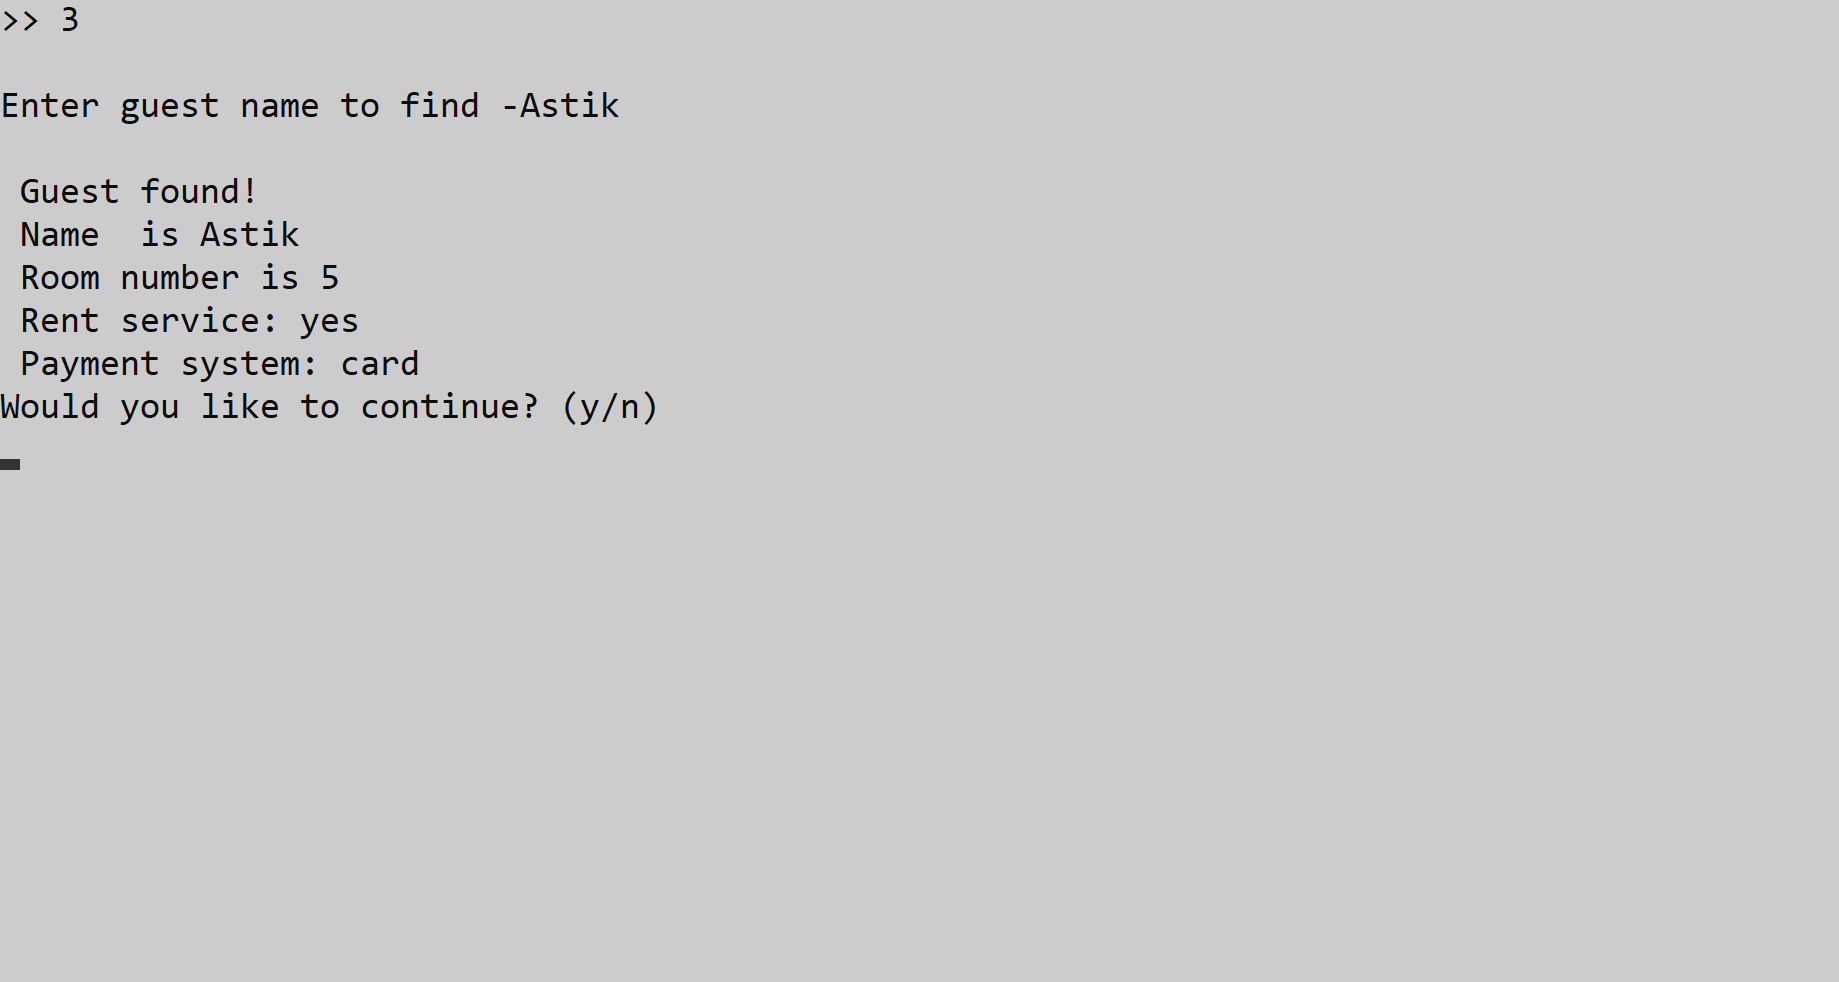 >> 3
Enter guest name to find -Astik
Guest found!
Name  is Astik
Room number is 5
Rent service: yes
Payment system: card
Would you like to continue? (y/n)